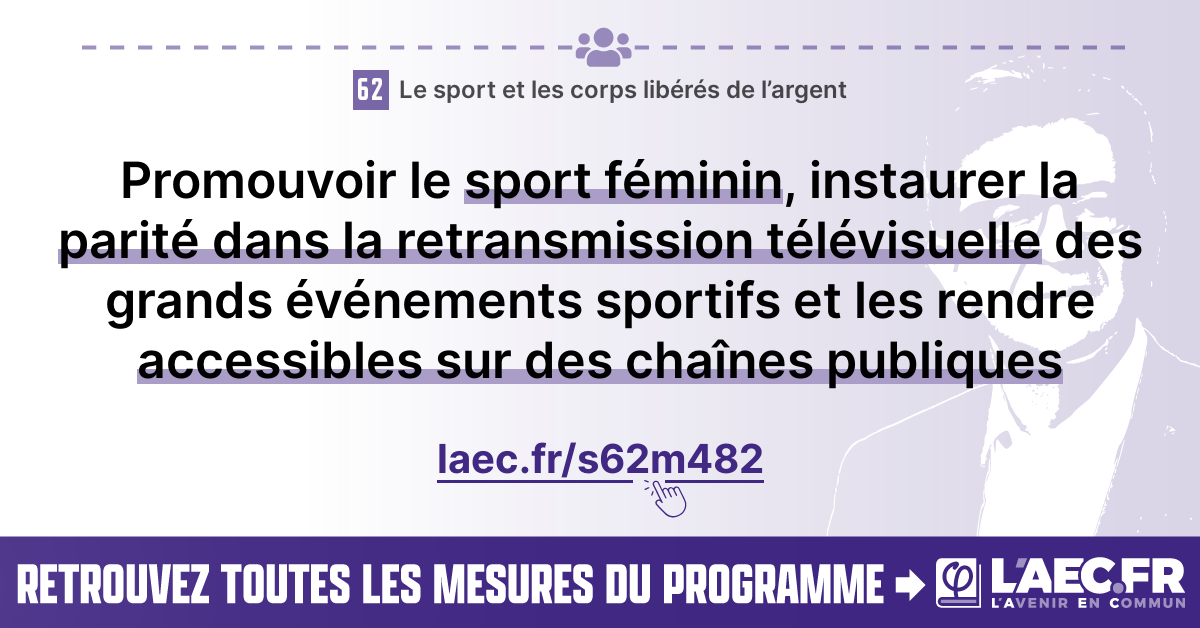 62 Le sport et les corps libérés de l’argent
Promouvoir le sport féminin, instaurer la
parité dans la retransmission télévisuelle des
grands événements sportifs et les rendre
accessibles sur des chaînes publiques
laec.fr/s62m482
RETROUVEZ TOUTES LES MESURES DU PROGRAMME
φ L'AEC.FR
L'AVENIR EN COMMUN